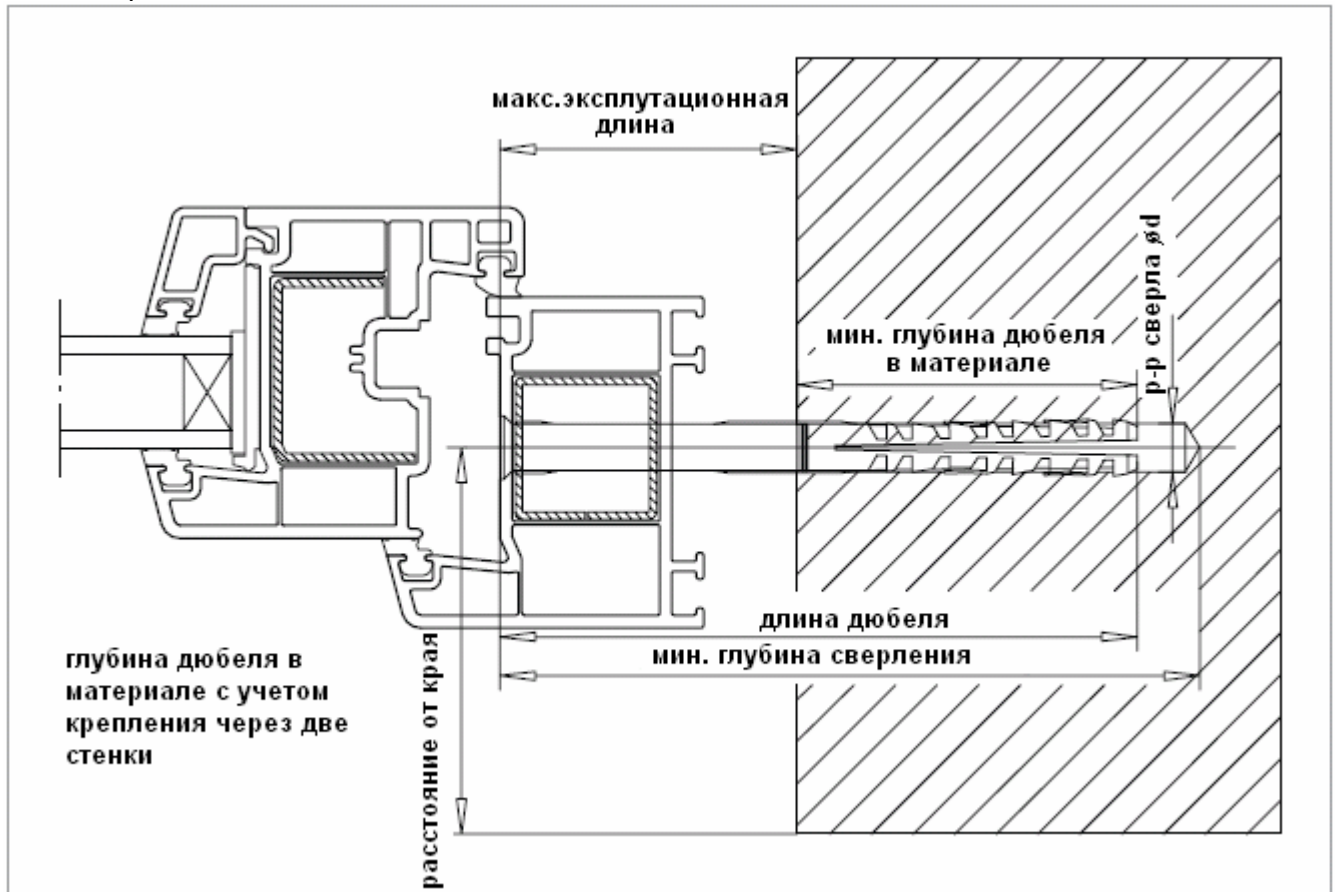 макс.эксплутационная
длина
р-р сверла ød
мин. глубина дюбеля
в материале
длина дюбеля
мин. глубина сверления
расстояние от края
глубина дюбеля в
материале с учетом
крепления через две
стенки